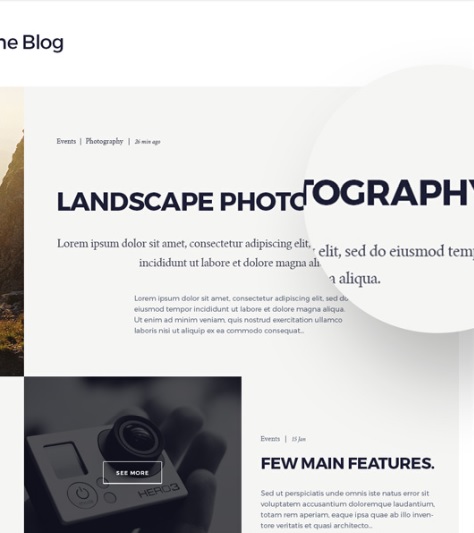 ne Blog
Events | Photography | 26 min ago
LANDSCAPE PHOTOGRAPHY
Lorem ipsum dolor sit amet, consectetur adipiscing elit, sed do eiusmod temp
incididunt ut labore et dolore magna aliqua.
Lorem ipsum dolor sit amet, consectetur adipiscing elit, sed do
eiusmod tempor incididunt ut labore et dolore magna aliqua.
Ut enim ad minim veniam, quis nostrud exercitation ullamco
laboris nisi ut aliquip ex ea commodo consequat...
SEE MORE
HERO3
Events | 15 Jan
FEW MAIN FEATURES.
Sed ut perspiciatis unde omnis iste natus error sit
voluptatem accusantium doloremque laudantium,
totam rem aperiam, eaque ipsa quae ab illo inven-
tore veritatis et quasi architecto...